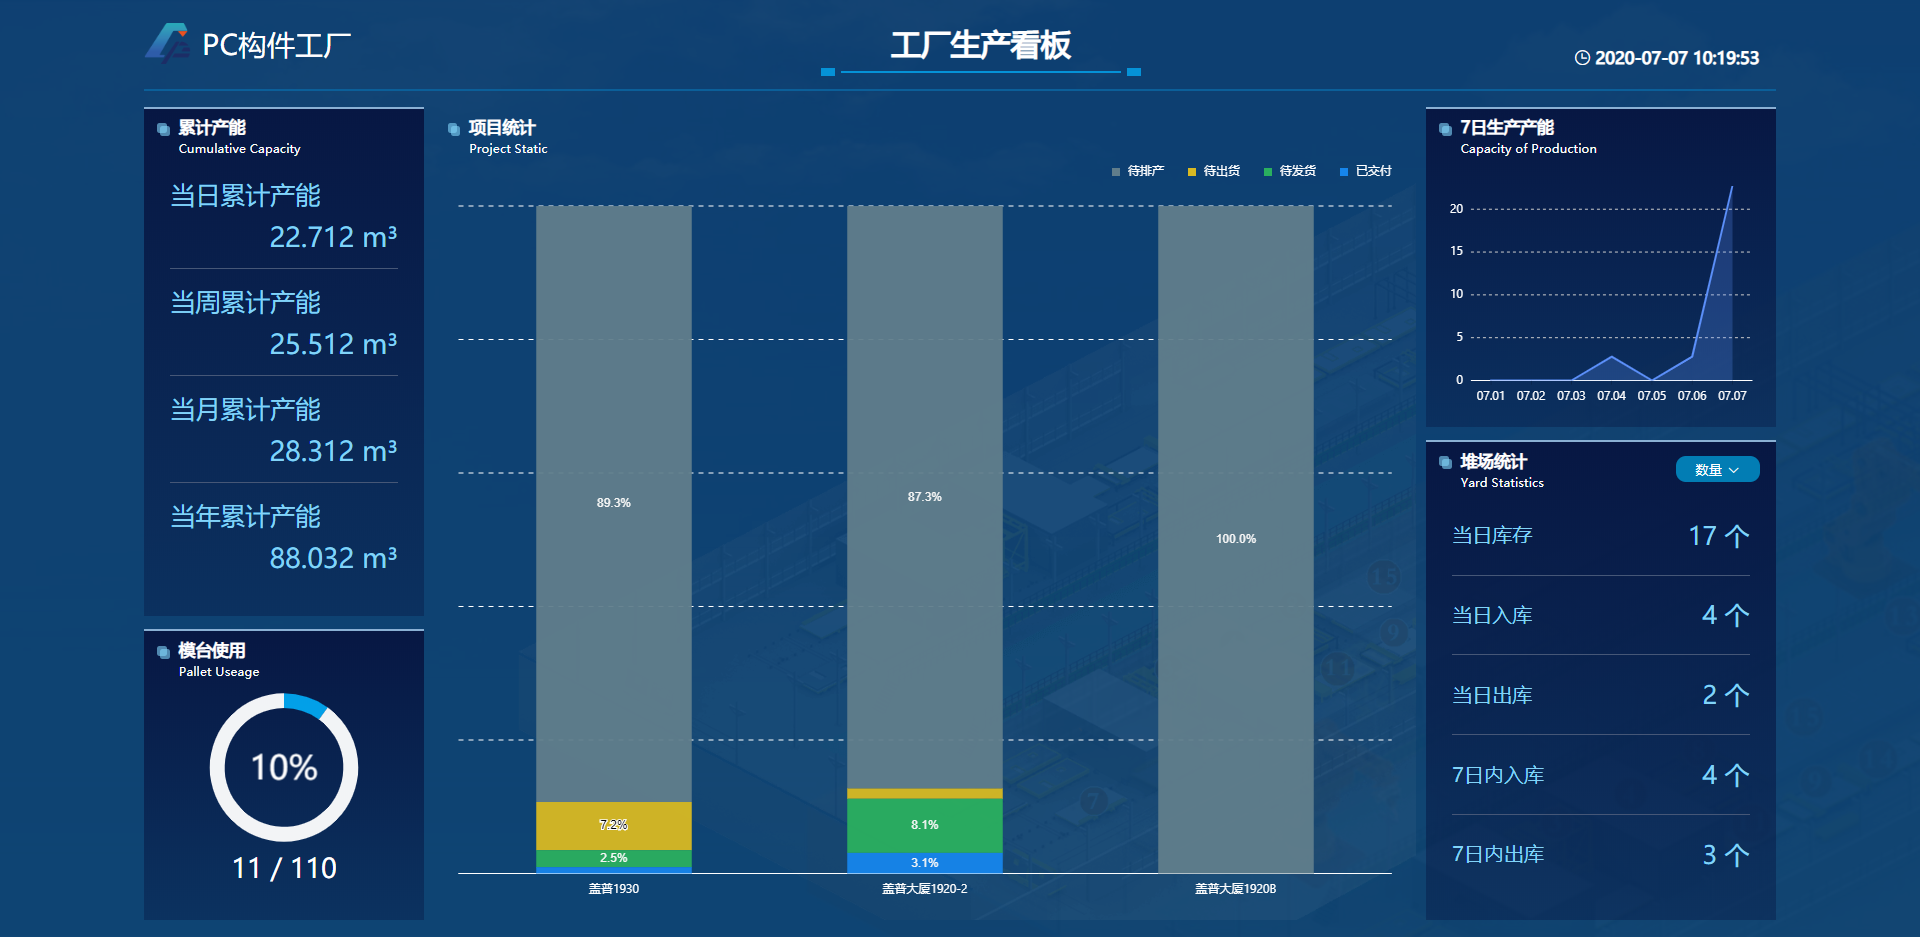 PC构件工厂
工厂生产看板
2020-07-07 10:19:53
累计产能
Cumulative Capacity
当日累计产能
22.712 m³
当周累计产能
25.512 m³
当月累计产能
28.312 m³
当年累计产能
88.032 m³
模台使用
Pallet Useage
10%
11 / 110
项目统计
Project Static
待排产 待出货 待发货 已交付
89.3%
87.3%
100.0%
7.2%
8.1%
2.5%
3.1%
盖普1930 盖普大厦1920-2 盖普大厦1920B
7日生产产能
Capacity of Production
20
15
10
5
0
07.01 07.02 07.03 07.04 07.05 07.06 07.07
堆场统计
Yard Statistics
数量
当日库存 17 个
当日入库 4 个
当日出库 2 个
7日内入库 4 个
7日内出库 3 个
15
9
11
7